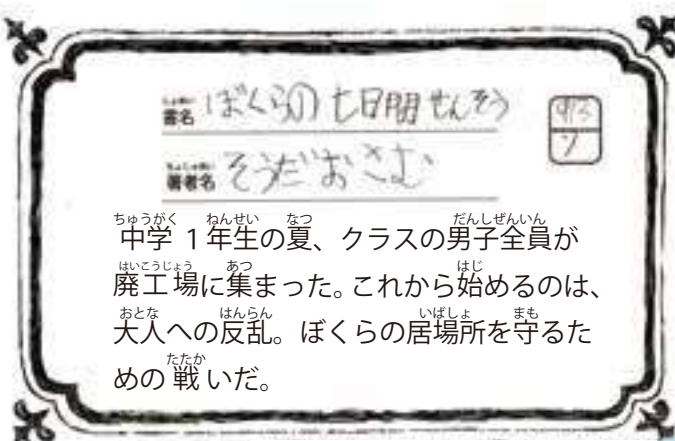 書名 ぼくらの七日間せんそう
著者名 そうだおさむ
ソ
中学1年生の夏、クラスの男子全員が
廃工場に集まった。これから始めるのは、
大人への反乱。ぼくらの居場所を守るた
めの戦いだ。